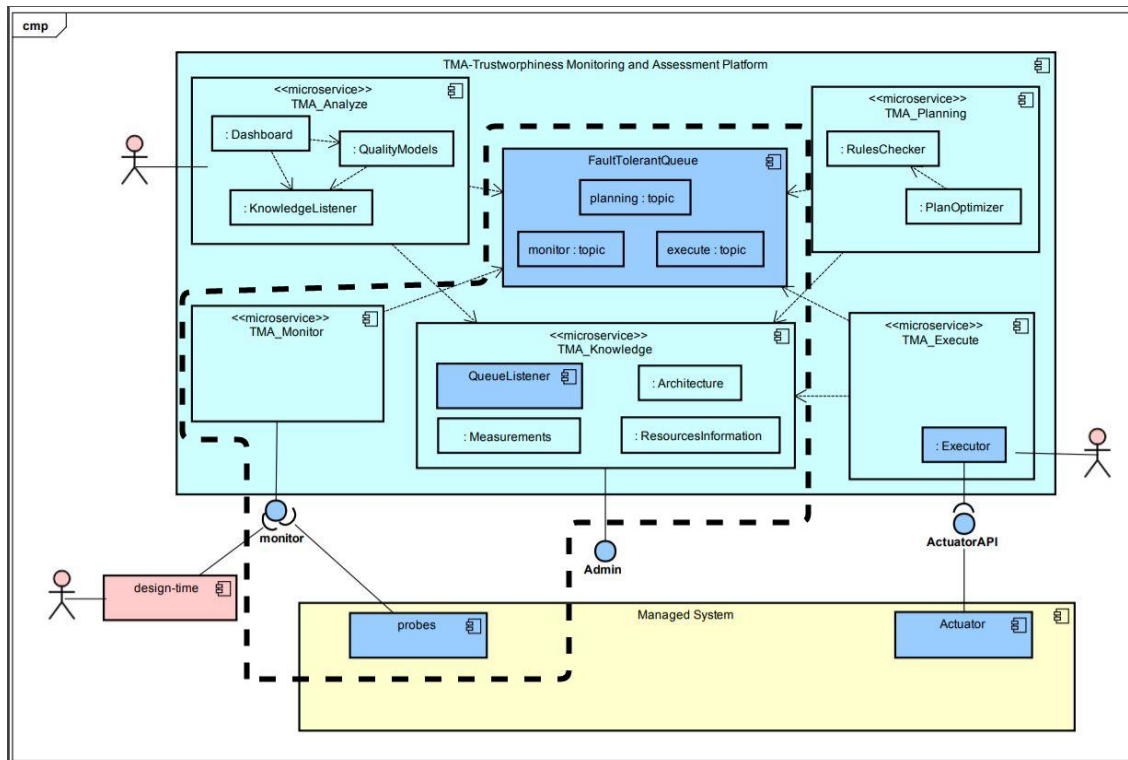 cmp
TMA-Trustworphiness Monitoring and Assessment Platform
<<microservice>>
TMA_Analyze
: Dashboard
: QualityModels
: KnowledgeListener
FaultTolerantQueue
planning : topic
monitor : topic
execute : topic
<<microservice>>
TMA_Planning
: RulesChecker
: PlanOptimizer
<<microservice>>
TMA_Monitor
<<microservice>>
TMA_Knowledge
QueueListener
: Architecture
: Measurements
: ResourcesInformation
<<microservice>>
TMA_Execute
: Executor
monitor
Admin
ActuatorAPI
design-time
Managed System
probes
Actuator